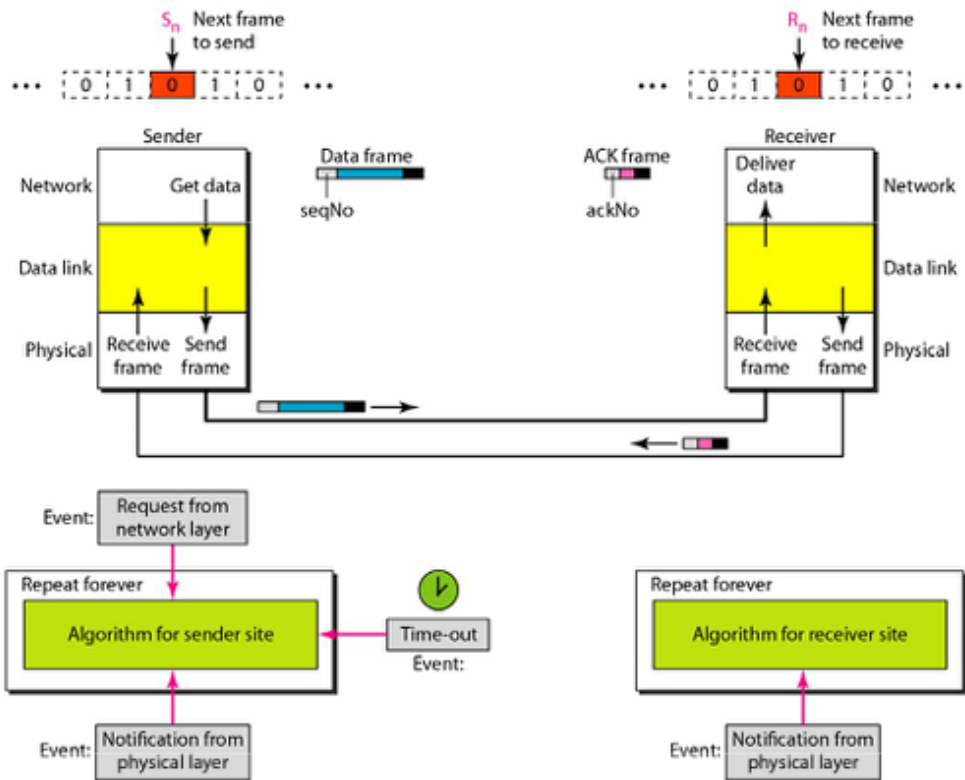 Sn Next frame
to send
Rn Next frame
to receive
••• 0 1 0 1 0 •••
••• 0 1 0 1 0 •••
Sender
Receiver
Data frame
ACK frame
seqNo
ackNo
Network
Get data
Deliver
data
Network
Data link
Data link
Physical
Receive
frame
Send
frame
Receive
frame
Send
frame
Physical
Event:
Request from
network layer
Repeat forever
Algorithm for sender site
Time-out
Event:
Event:
Notification from
physical layer
Repeat forever
Algorithm for receiver site
Event:
Notification from
physical layer